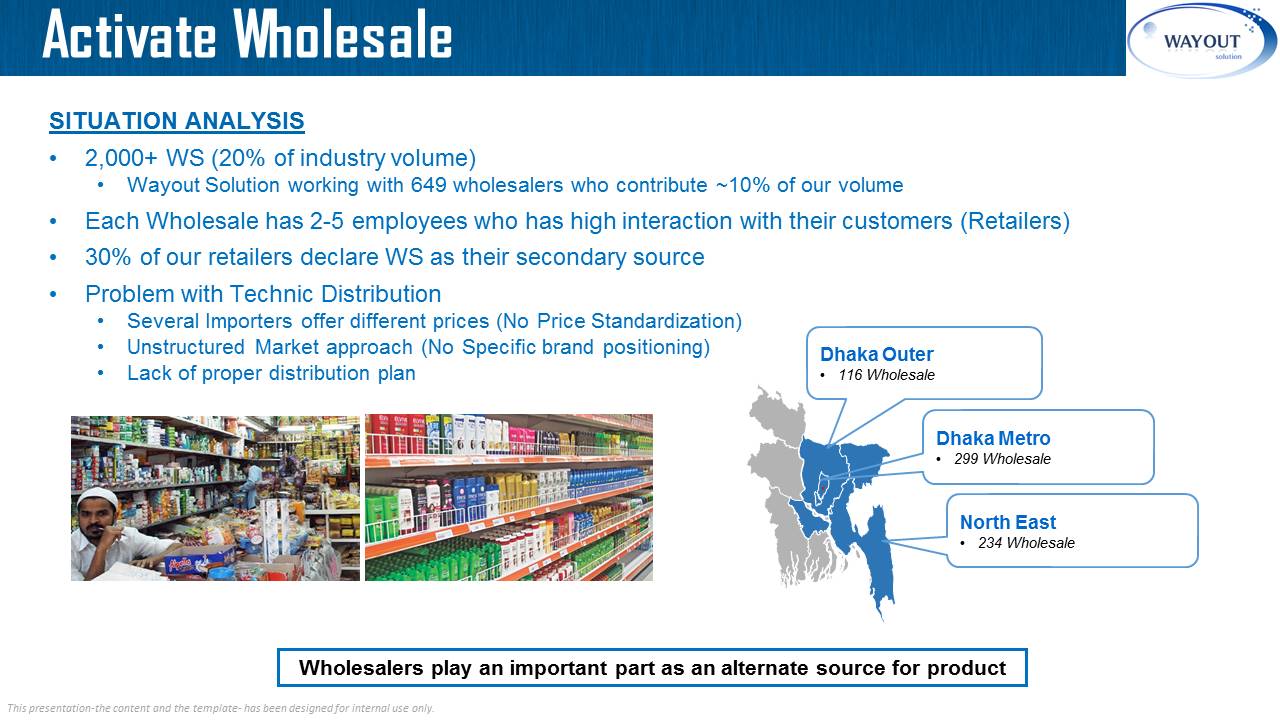 Activate Wholesale
WAYOUT
solution
SITUATION ANALYSIS
• 2,000+ WS (20% of industry volume)
• Wayout Solution working with 649 wholesalers who contribute ~10% of our volume
• Each Wholesale has 2-5 employees who has high interaction with their customers (Retailers)
• 30% of our retailers declare WS as their secondary source
• Problem with Technic Distribution
• Several Importers offer different prices (No Price Standardization)
• Unstructured Market approach (No Specific brand positioning)
• Lack of proper distribution plan
Dhaka Outer
• 116 Wholesale
Dhaka Metro
• 299 Wholesale
North East
• 234 Wholesale
Wholesalers play an important part as an alternate source for product
This presentation-the content and the template- has been designed for internal use only.